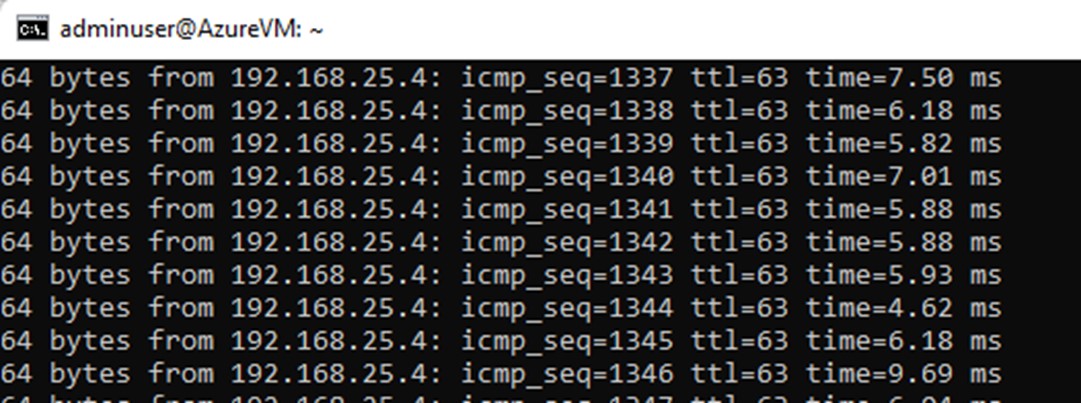 adminuser@AzureVM: ~
64 bytes from 192.168.25.4: icmp_seq=1337 ttl=63 time=7.50 ms
64 bytes from 192.168.25.4: icmp_seq=1338 ttl=63 time=6.18 ms
64 bytes from 192.168.25.4: icmp_seq=1339 ttl=63 time=5.82 ms
64 bytes from 192.168.25.4: icmp_seq=1340 ttl=63 time=7.01 ms
64 bytes from 192.168.25.4: icmp_seq=1341 ttl=63 time=5.88 ms
64 bytes from 192.168.25.4: icmp_seq=1342 ttl=63 time=5.88 ms
64 bytes from 192.168.25.4: icmp_seq=1343 ttl=63 time=5.93 ms
64 bytes from 192.168.25.4: icmp_seq=1344 ttl=63 time=4.62 ms
64 bytes from 192.168.25.4: icmp_seq=1345 ttl=63 time=6.18 ms
64 bytes from 192.168.25.4: icmp_seq=1346 ttl=63 time=9.69 ms